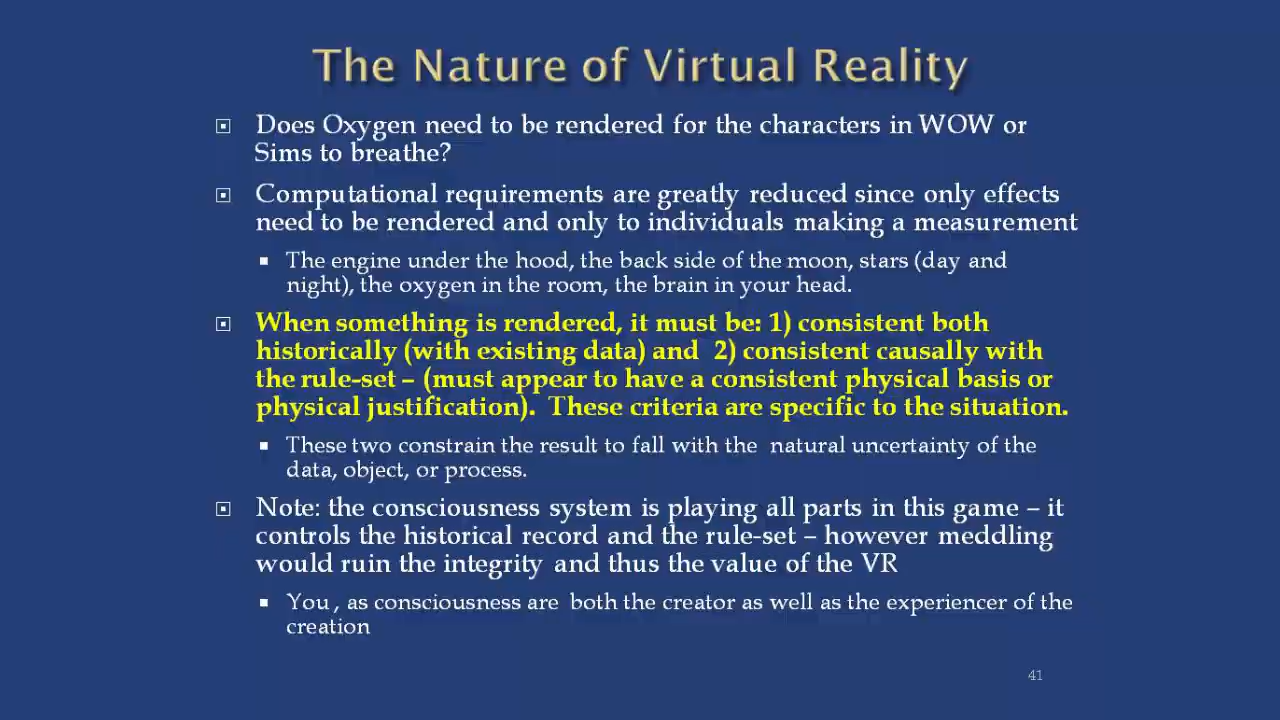 The Nature of Virtual Reality
Does Oxygen need to be rendered for the characters in WOW or
Sims to breathe?
Computational requirements are greatly reduced since only effects
need to be rendered and only to individuals making a measurement
The engine under the hood, the back side of the moon, stars (day and
night), the oxygen in the room, the brain in your head.
When something is rendered, it must be: 1) consistent both
historically (with existing data) and  2) consistent causally with
the rule-set – (must appear to have a consistent physical basis or
physical justification).  These criteria are specific to the situation.
These two constrain the result to fall with the  natural uncertainty of the
data, object, or process.
Note: the consciousness system is playing all parts in this game – it
controls the historical record and the rule-set – however meddling
would ruin the integrity and thus the value of the VR
You , as consciousness are  both the creator as well as the experiencer of the
creation
41